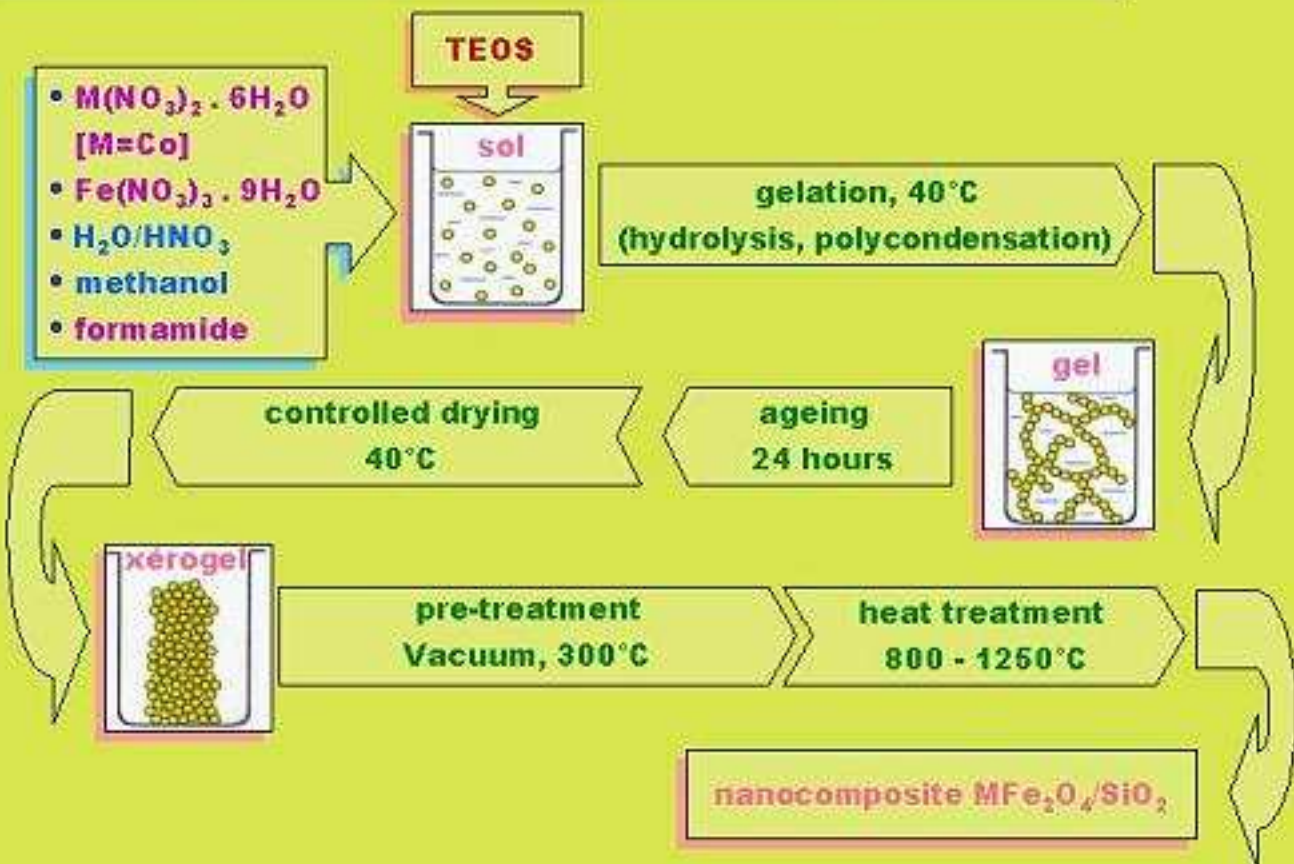 TEOS
• M(NO₃)₂ . 6H₂O
[M=Co]
• Fe(NO₃)₃ . 9H₂O
• H₂O/HNO₃
• methanol
• formamide
sol
gelation, 40°C
(hydrolysis, polycondensation)
gel
ageing
24 hours
controlled drying
40°C
xérogel
pre-treatment
Vacuum, 300°C
heat treatment
800 - 1250°C
nanocomposite MFe₂O₄/SiO₂